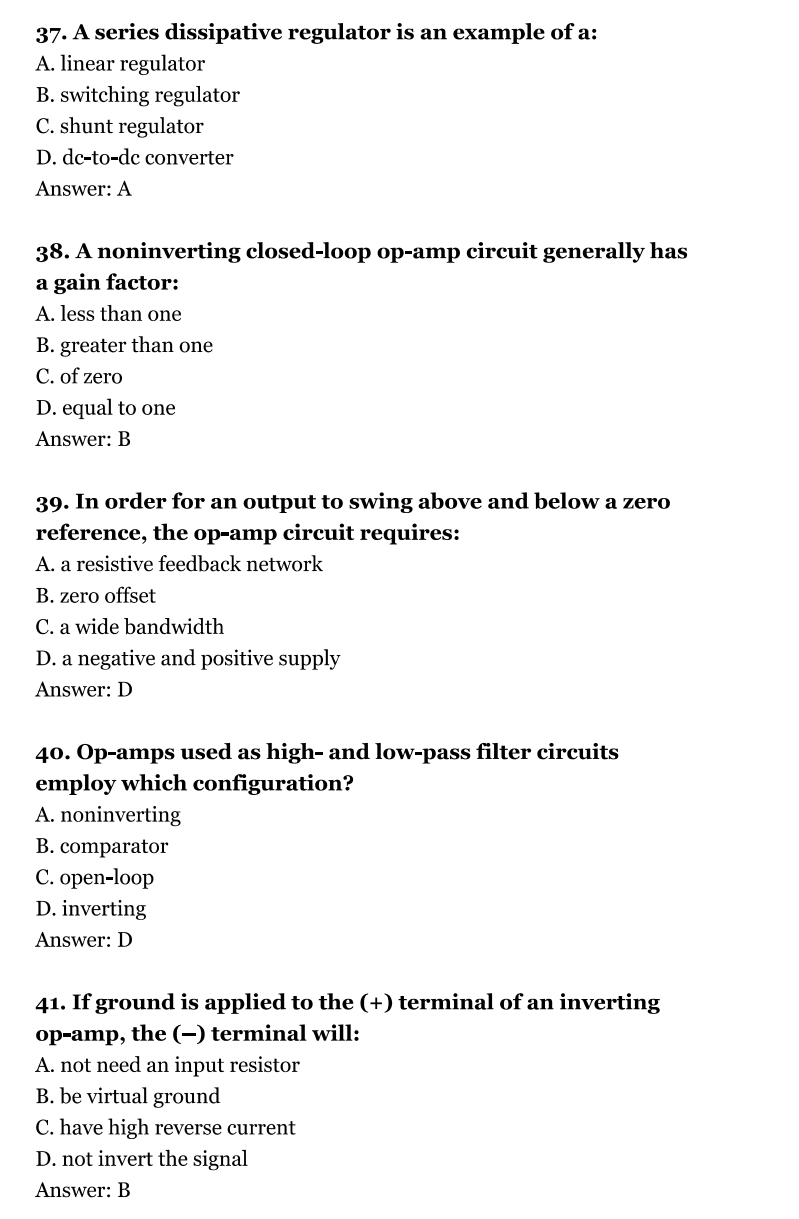 37. A series dissipative regulator is an example of a:
A. linear regulator
B. switching regulator
C. shunt regulator
D. dc-to-dc converter
Answer: A
38. A noninverting closed-loop op-amp circuit generally has
a gain factor:
A. less than one
B. greater than one
C. of zero
D. equal to one
Answer: B
39. In order for an output to swing above and below a zero
reference, the op-amp circuit requires:
A. a resistive feedback network
B. zero offset
C. a wide bandwidth
D. a negative and positive supply
Answer: D
40. Op-amps used as high- and low-pass filter circuits
employ which configuration?
A. noninverting
B. comparator
C. open-loop
D. inverting
Answer: D
41. If ground is applied to the (+) terminal of an inverting
op-amp, the (–) terminal will:
A. not need an input resistor
B. be virtual ground
C. have high reverse current
D. not invert the signal
Answer: B